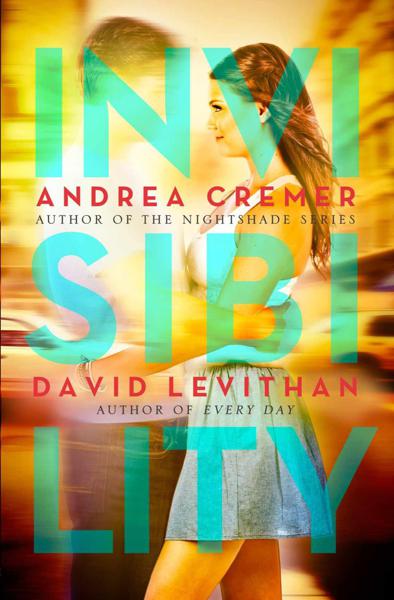 INVI
ANDREA CREMER
AUTHOR OF THE NIGHTSHADE SERIES
SIBI
DAVID LEVITHAN
AUTHOR OF EVERY DAY
LITY